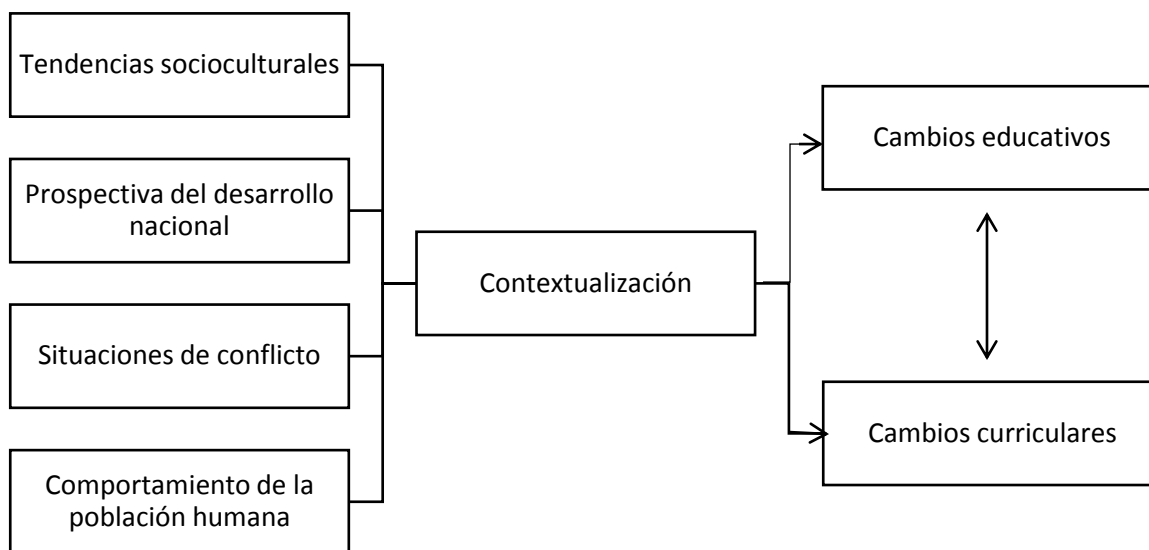 Tendencias socioculturales
Prospectiva del desarrollo
nacional
Situaciones de conflicto
Comportamiento de la
población humana
Contextualización
Cambios educativos
Cambios curriculares